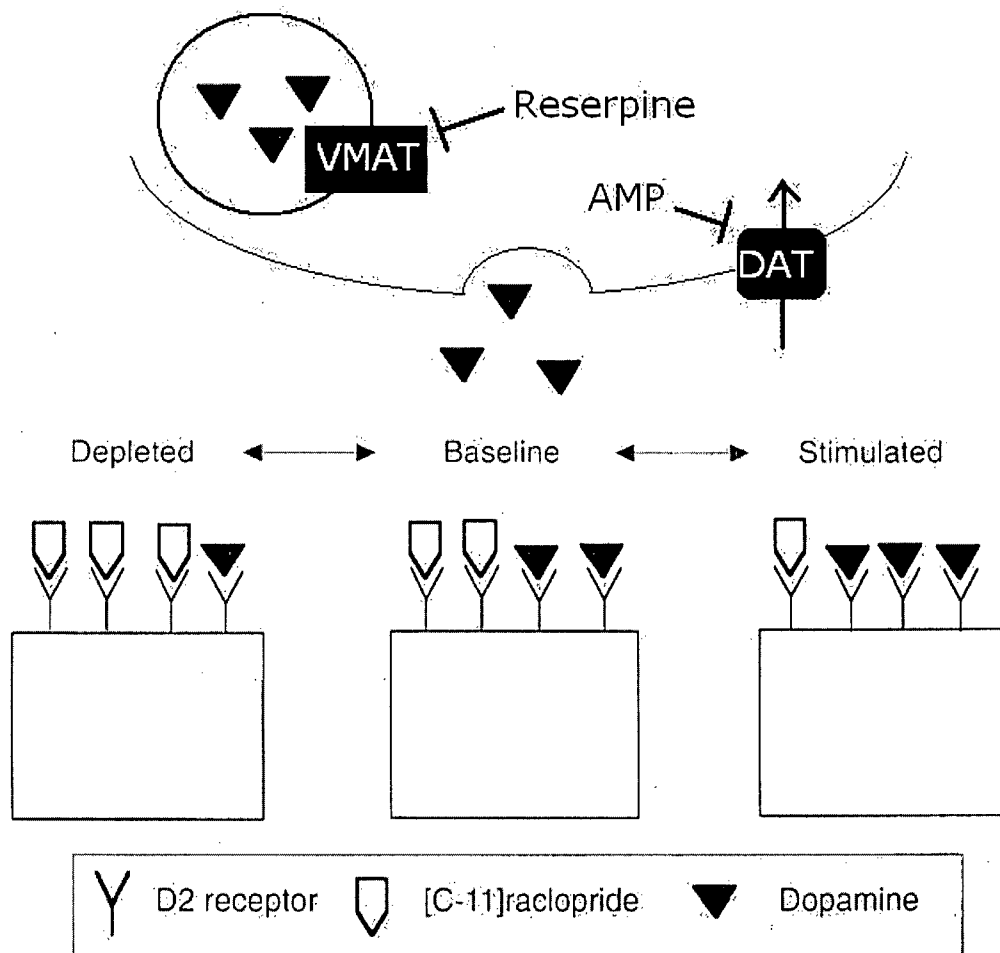 Reserpine
VMAT
AMP
DAT
Depleted Baseline Stimulated
D2 receptor [C-11]raclopride Dopamine